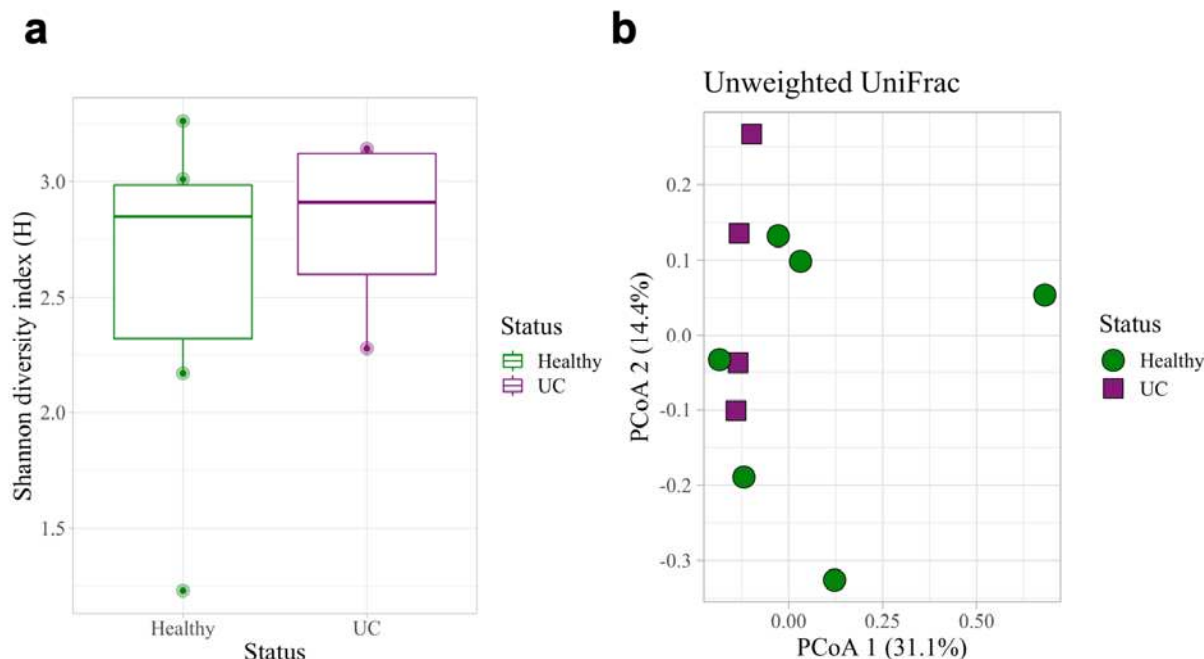 a
Shannon diversity index (H)
3.0
2.5
2.0
1.5
Healthy
UC
Status
Status
Healthy
UC
b
Unweighted UniFrac
PCoA 2 (14.4%)
0.2
0.1
0.0
-0.1
-0.2
-0.3
0.00
0.25
0.50
PCoA 1 (31.1%)
Status
Healthy
UC